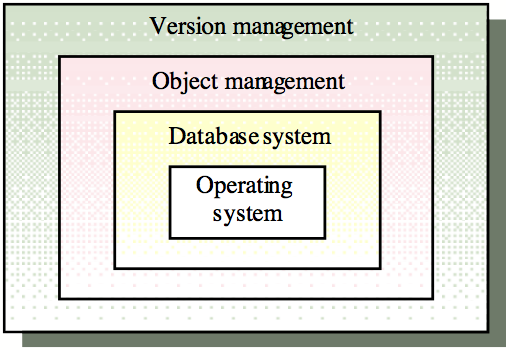 Version management
Object management
Database system
Operating
system